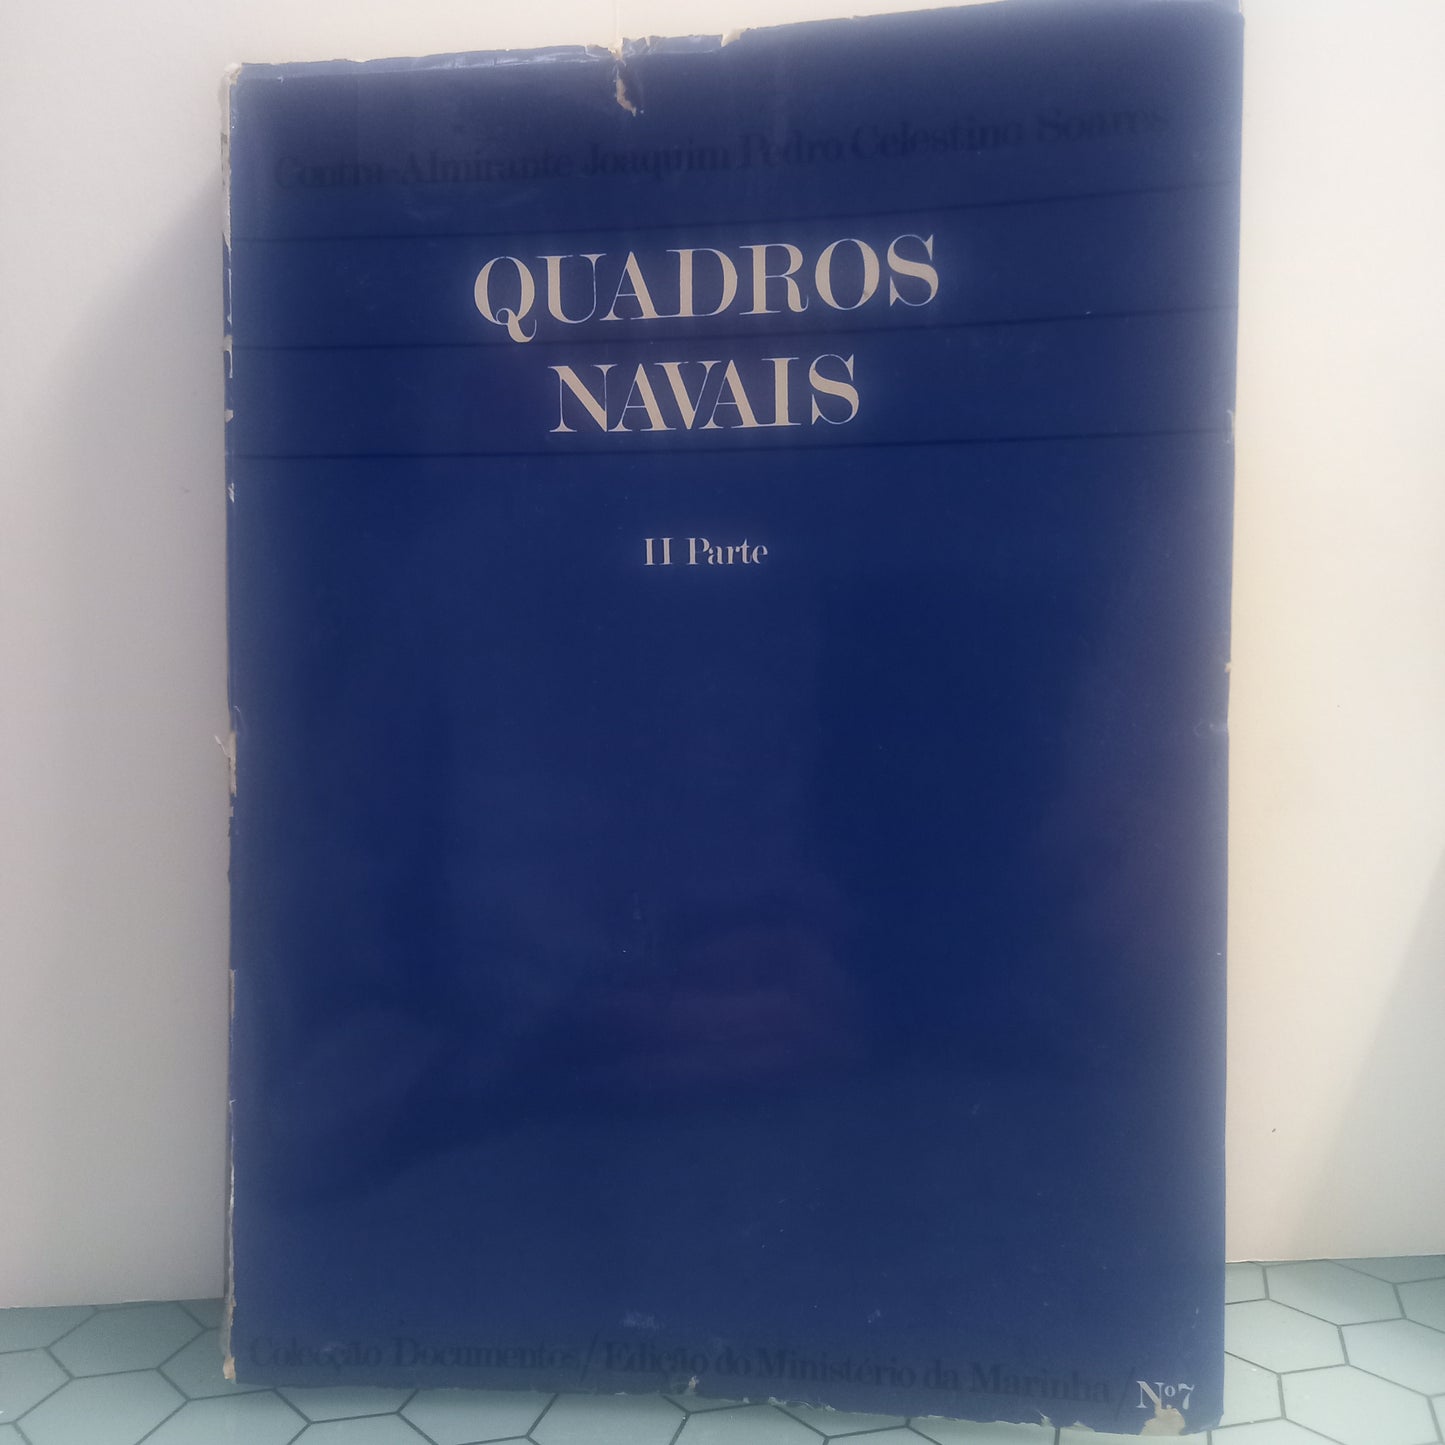 Contra-Almirante Joaquim Pedro Celestino Soares
QUADROS
NAVAIS
II Parte
Colecção Documentos/Edição do Ministério da Marinha/Nº7